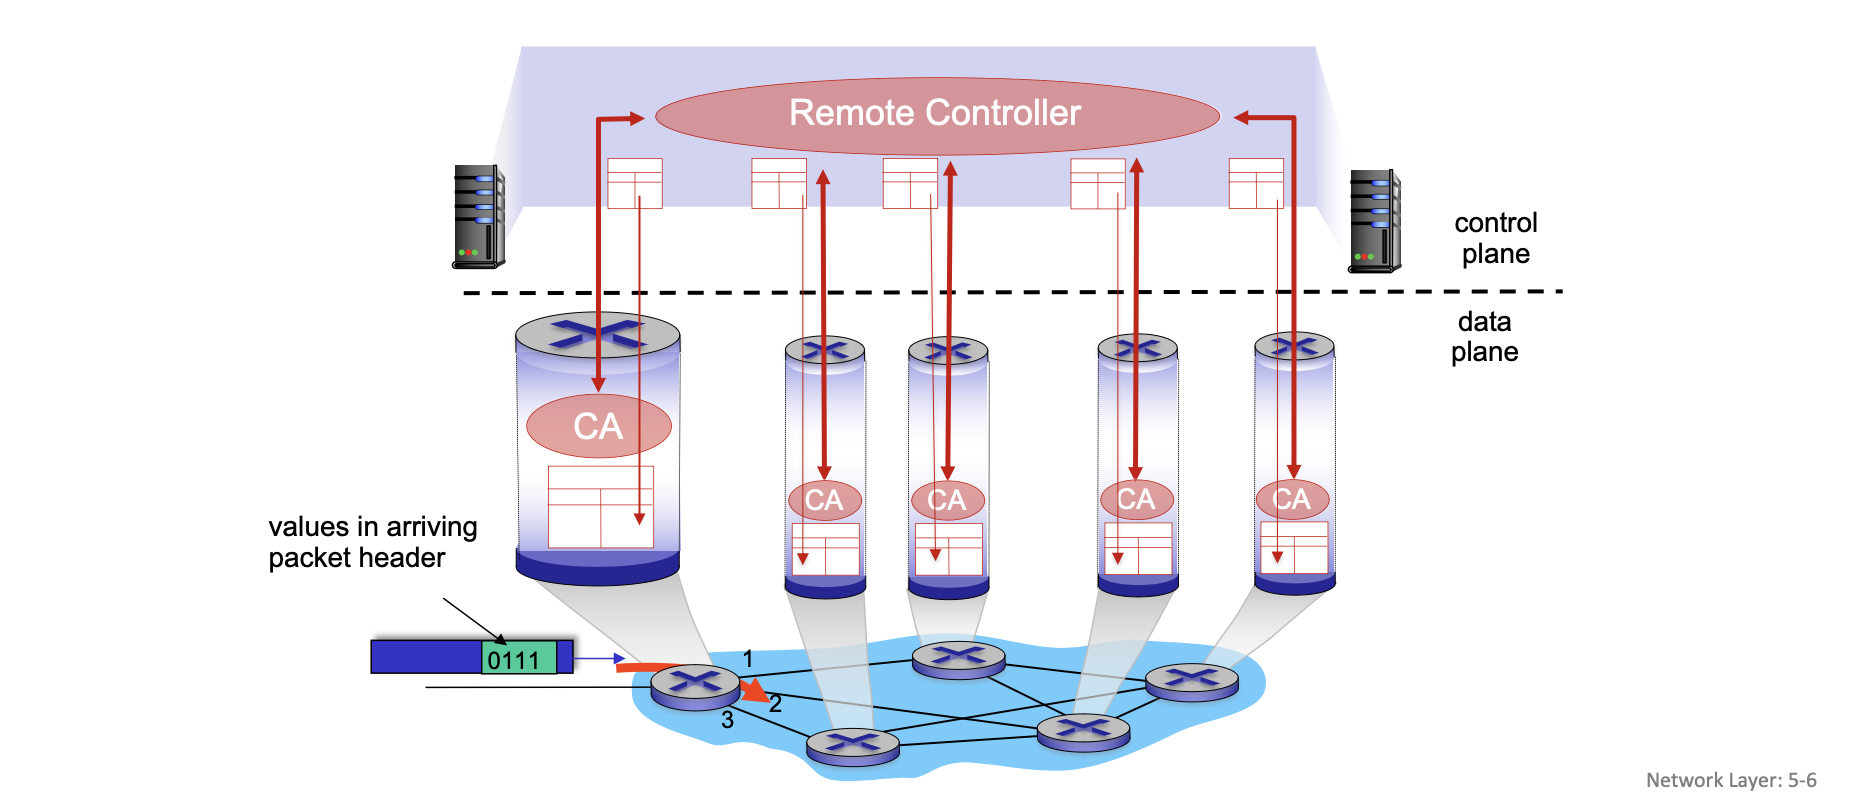 Remote Controller
control
plane
data
plane
CA
CA
CA
CA
CA
values in arriving
packet header
0111
1
2
3
Network Layer: 5-6